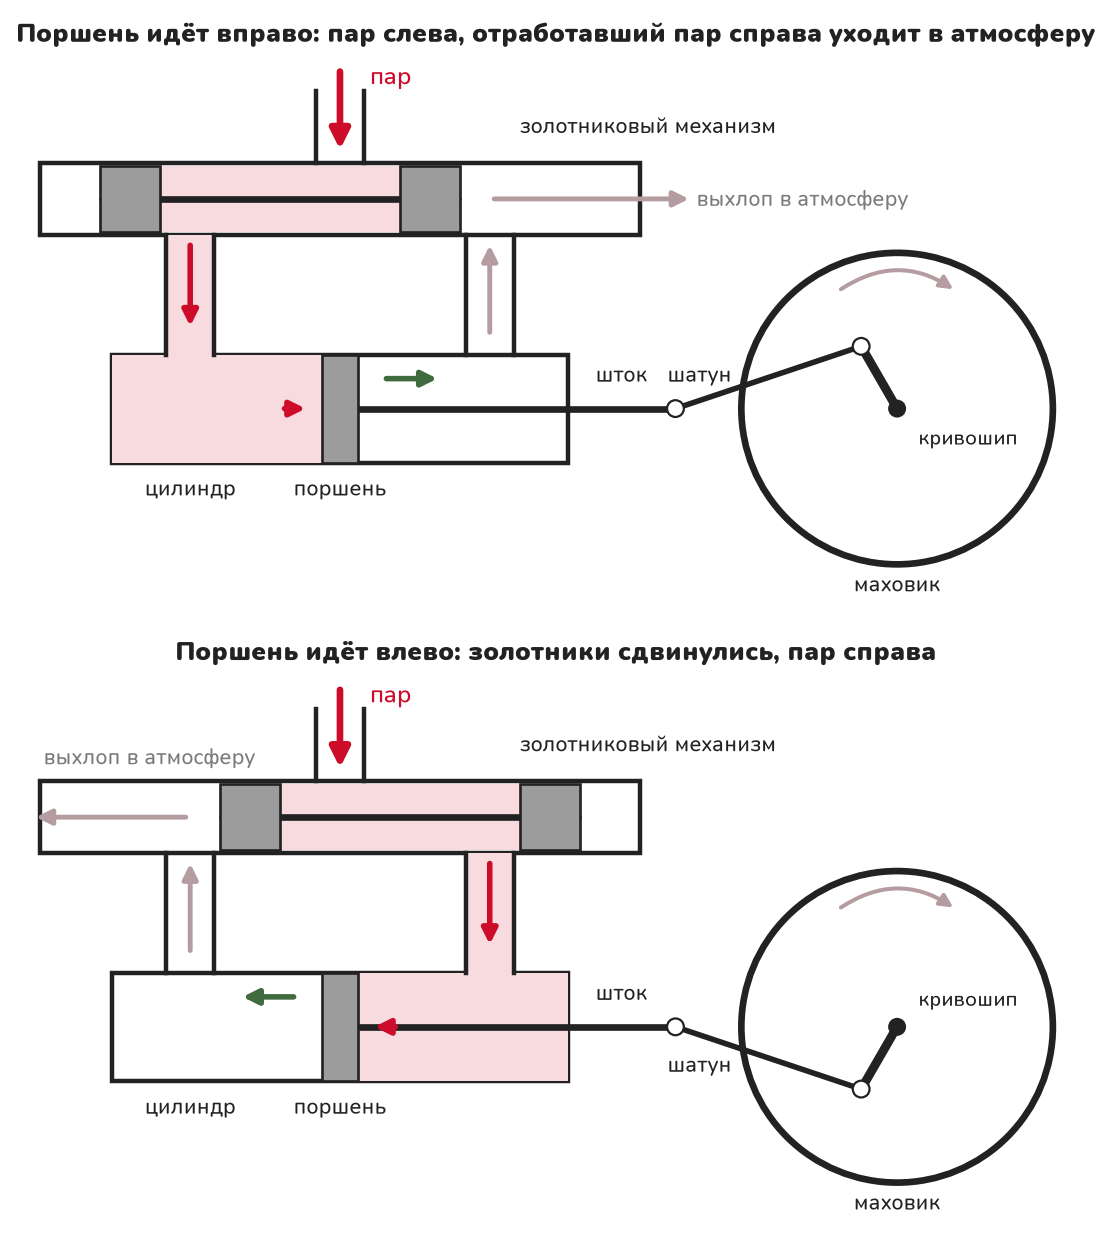 Поршень идёт вправо: пар слева, отработавший пар справа уходит в атмосферу
пар
золотниковый механизм
выхлоп в атмосферу
шток
шатун
кривошип
цилиндр
поршень
маховик
Поршень идёт влево: золотники сдвинулись, пар справа
пар
золотниковый механизм
выхлоп в атмосферу
шток
кривошип
шатун
цилиндр
поршень
маховик